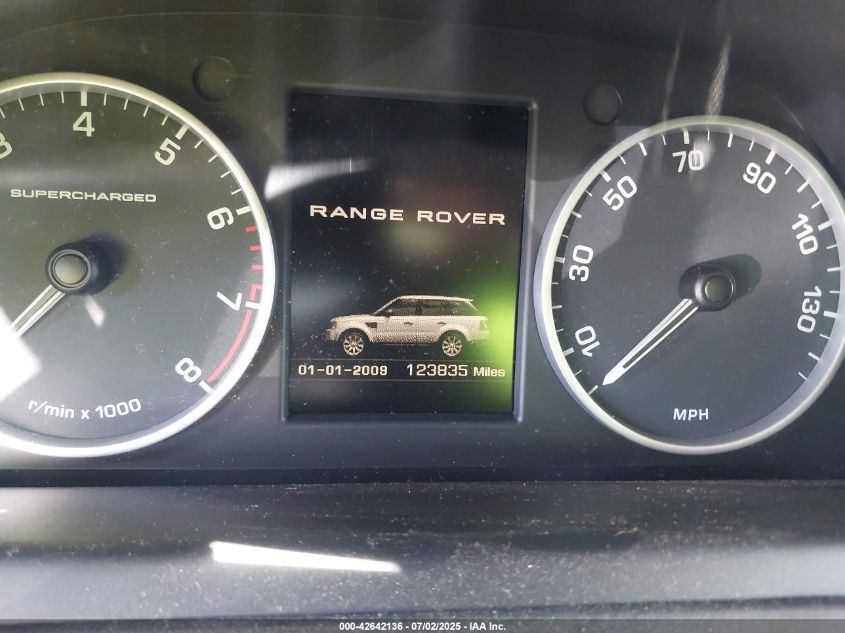 3
4
5
6
7
8
SUPERCHARGED
r/min x 1000
RANGE ROVER
01-01-2009 123835 Miles
10
30
50
70
90
110
130
MPH
000-42642136 - 07/02/2025 - IAA Inc.